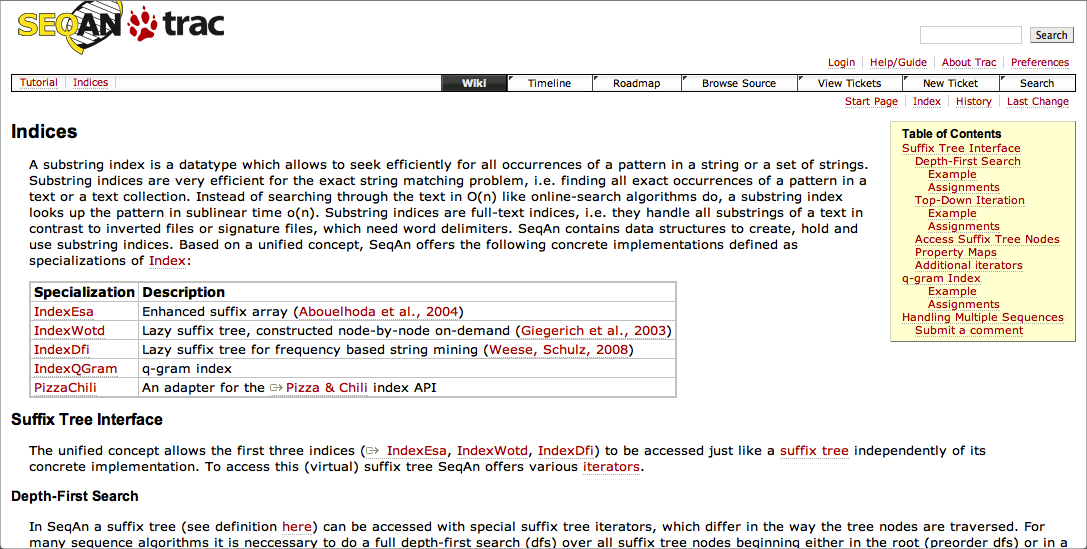 SEQAN trac
Search
Login Help/Guide About Trac Preferences
Tutorial Indices Wiki Timeline Roadmap Browse Source View Tickets New Ticket Search
Start Page Index History Last Change
Indices
A substring index is a datatype which allows to seek efficiently for all occurrences of a pattern in a string or a set of strings.
Substring indices are very efficient for the exact string matching problem, i.e. finding all exact occurrences of a pattern in a
text or a text collection. Instead of searching through the text in O(n) like online-search algorithms do, a substring index
looks up the pattern in sublinear time o(n). Substring indices are full-text indices, i.e. they handle all substrings of a text in
contrast to inverted files or signature files, which need word delimiters. SeqAn contains data structures to create, hold and
use substring indices. Based on a unified concept, SeqAn offers the following concrete implementations defined as
specializations of Index:
Table of Contents
Suffix Tree Interface
Depth-First Search
Example
Assignments
Top-Down Iteration
Example
Assignments
Access Suffix Tree Nodes
Property Maps
Additional iterators
q-gram Index
Example
Assignments
Handling Multiple Sequences
Submit a comment
Specialization Description
IndexEsa Enhanced suffix array (Abouelhoda et al., 2004)
IndexWotd Lazy suffix tree, constructed node-by-node on-demand (Giegerich et al., 2003)
IndexDfi Lazy suffix tree for frequency based string mining (Weese, Schulz, 2008)
IndexQGram q-gram index
PizzaChili An adapter for the Pizza & Chili index API
Suffix Tree Interface
The unified concept allows the first three indices ( IndexEsa, IndexWotd, IndexDfi) to be accessed just like a suffix tree independently of its
concrete implementation. To access this (virtual) suffix tree SeqAn offers various iterators.
Depth-First Search
In SeqAn a suffix tree (see definition here) can be accessed with special suffix tree iterators, which differ in the way the tree nodes are traversed. For
many sequence algorithms it is neccessary to do a full depth-first search (dfs) over all suffix tree nodes beginning either in the root (preorder dfs) or in a